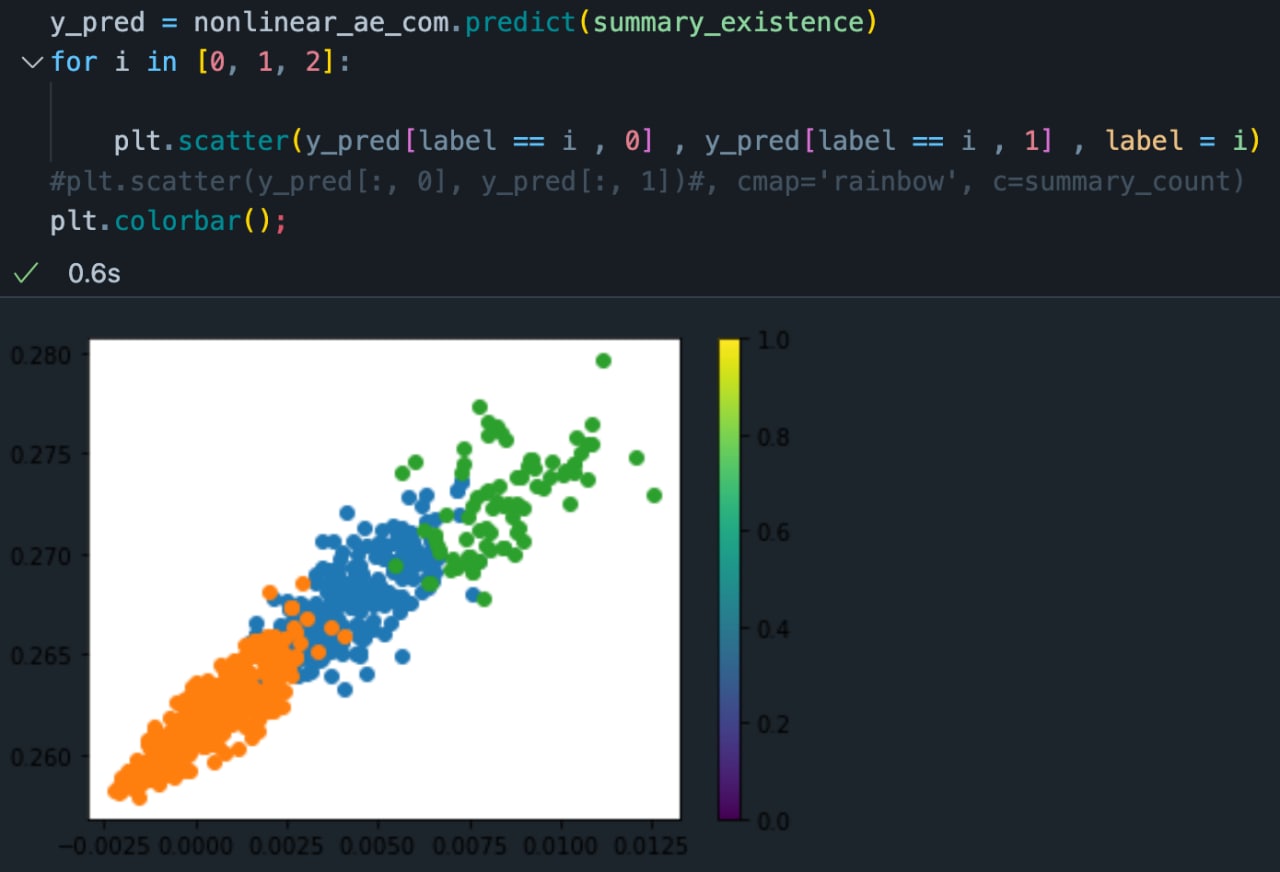 y_pred = nonlinear_ae_com.predict(summary_existence)
for i in [0, 1, 2]:
plt.scatter(y_pred[label == i , 0] , y_pred[label == i , 1] , label = i)
#plt.scatter(y_pred[:, 0], y_pred[:, 1])#, cmap='rainbow', c=summary_count)
plt.colorbar();
0.6s
0.280
0.275
0.270
0.265
0.260
−0.0025 0.0000 0.0025 0.0050 0.0075 0.0100 0.0125
1.0
0.8
0.6
0.4
0.2
0.0